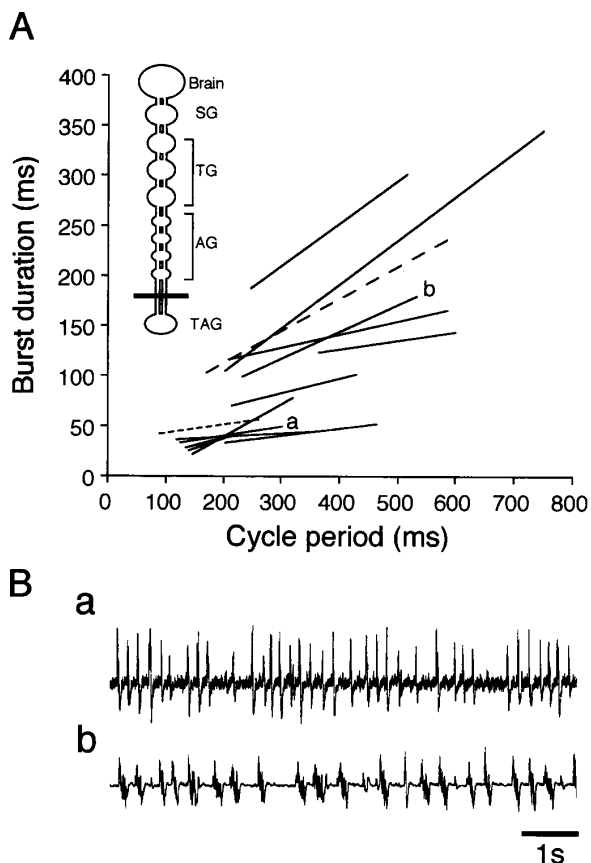 A
400
350
300
250
200
150
100
50
0
Burst duration (ms)
Brain
SG
TG
AG
TAG
b
a
0 100 200 300 400 500 600 700 800
Cycle period (ms)
B
a
b
1s